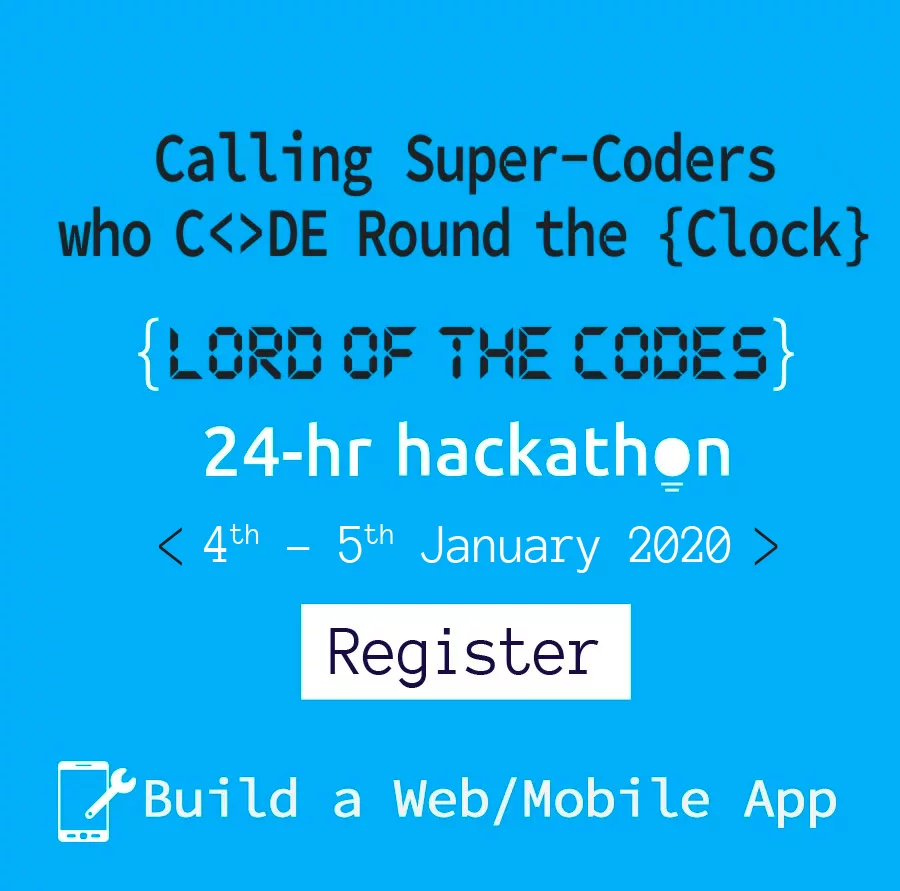 Calling Super-Coders
who C<>DE Round the {Clock}
{LORD OF THE CODES}
24-hr hackathon
< 4th - 5th January 2020 >
Register
Build a Web/Mobile App